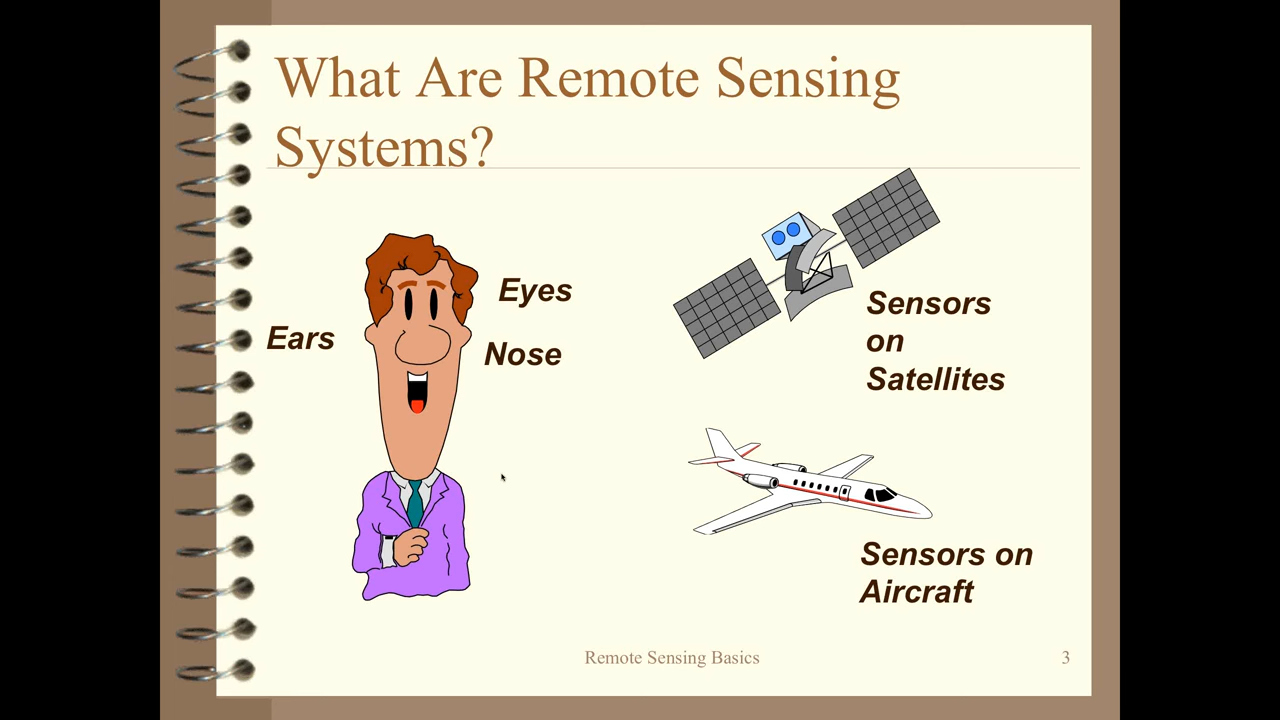 What Are Remote Sensing
Systems?
Eyes
Ears
Nose
Sensors
on
Satellites
Sensors on
Aircraft
Remote Sensing Basics
3